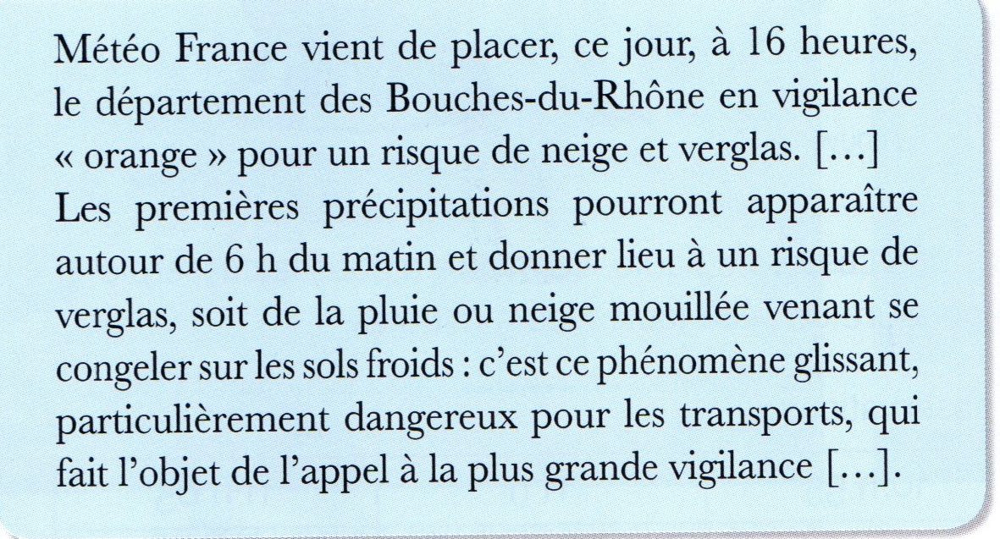 Météo France vient de placer, ce jour, à 16 heures,
le département des Bouches-du-Rhône en vigilance
« orange » pour un risque de neige et verglas. […]
Les premières précipitations pourront apparaître
autour de 6 h du matin et donner lieu à un risque de
verglas, soit de la pluie ou neige mouillée venant se
congeler sur les sols froids : c’est ce phénomène glissant,
particulièrement dangereux pour les transports, qui
fait l’objet de l’appel à la plus grande vigilance […].